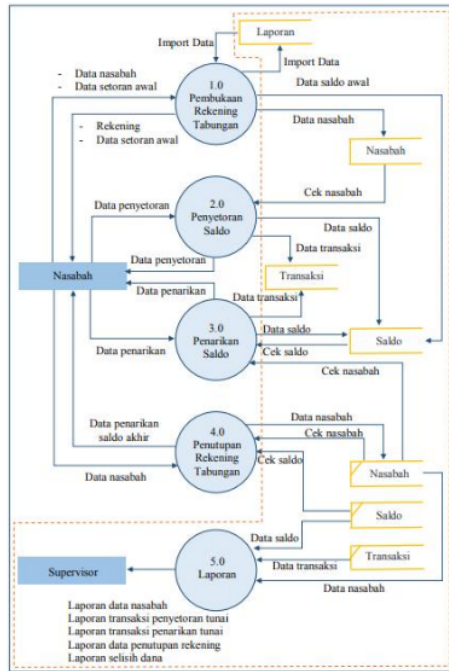 Laporan
Import Data
Import Data
- Data nasabah
- Data setoran awal
1.0
Pembukaan
Rekening
Tabungan
Data saldo awal
Data nasabah
- Rekening
- Data setoran awal
Nasabah
Cek nasabah
Data penyetoran
2.0
Penyetoran
Saldo
Data saldo
Data transaksi
Data penyetoran
Nasabah
Transaksi
Data penarikan
Data transaksi
3.0
Penarikan
Saldo
Data saldo
Saldo
Cek saldo
Data penarikan
Cek nasabah
4.0
Penutupan
Rekening
Tabungan
Data penarikan
saldo akhir
Data nasabah
Cek nasabah
Nasabah
Cek saldo
Data nasabah
Saldo
Data saldo
5.0
Laporan
Transaksi
Data transaksi
Supervisor
Data nasabah
Laporan data nasabah
Laporan transaksi penyetoran tunai
Laporan transaksi penarikan tunai
Laporan data penutupan rekening
Laporan selisih dana